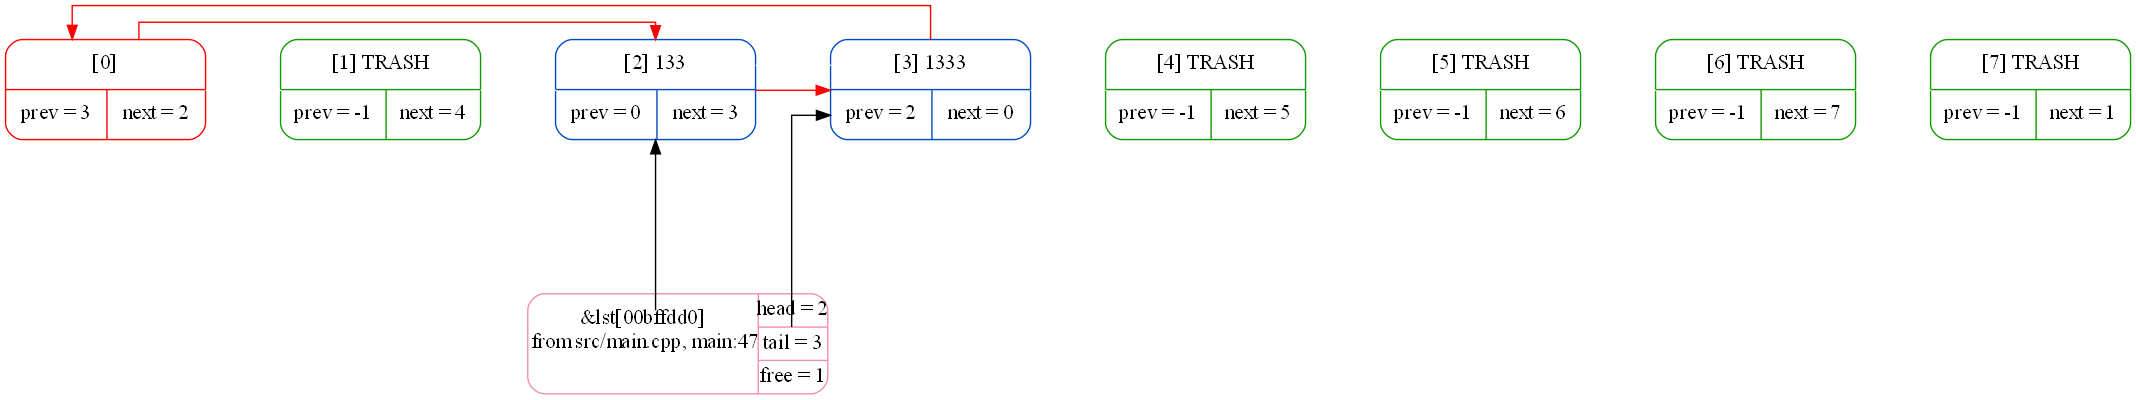 [0]
prev = 3
next = 2
[1] TRASH
prev = -1
next = 4
[2] 133
prev = 0
next = 3
[3] 1333
prev = 2
next = 0
[4] TRASH
prev = -1
next = 5
[5] TRASH
prev = -1
next = 6
[6] TRASH
prev = -1
next = 7
[7] TRASH
prev = -1
next = 1
&lst[00bffdd0]
from src/main.cpp, main:47
head = 2
tail = 3
free = 1